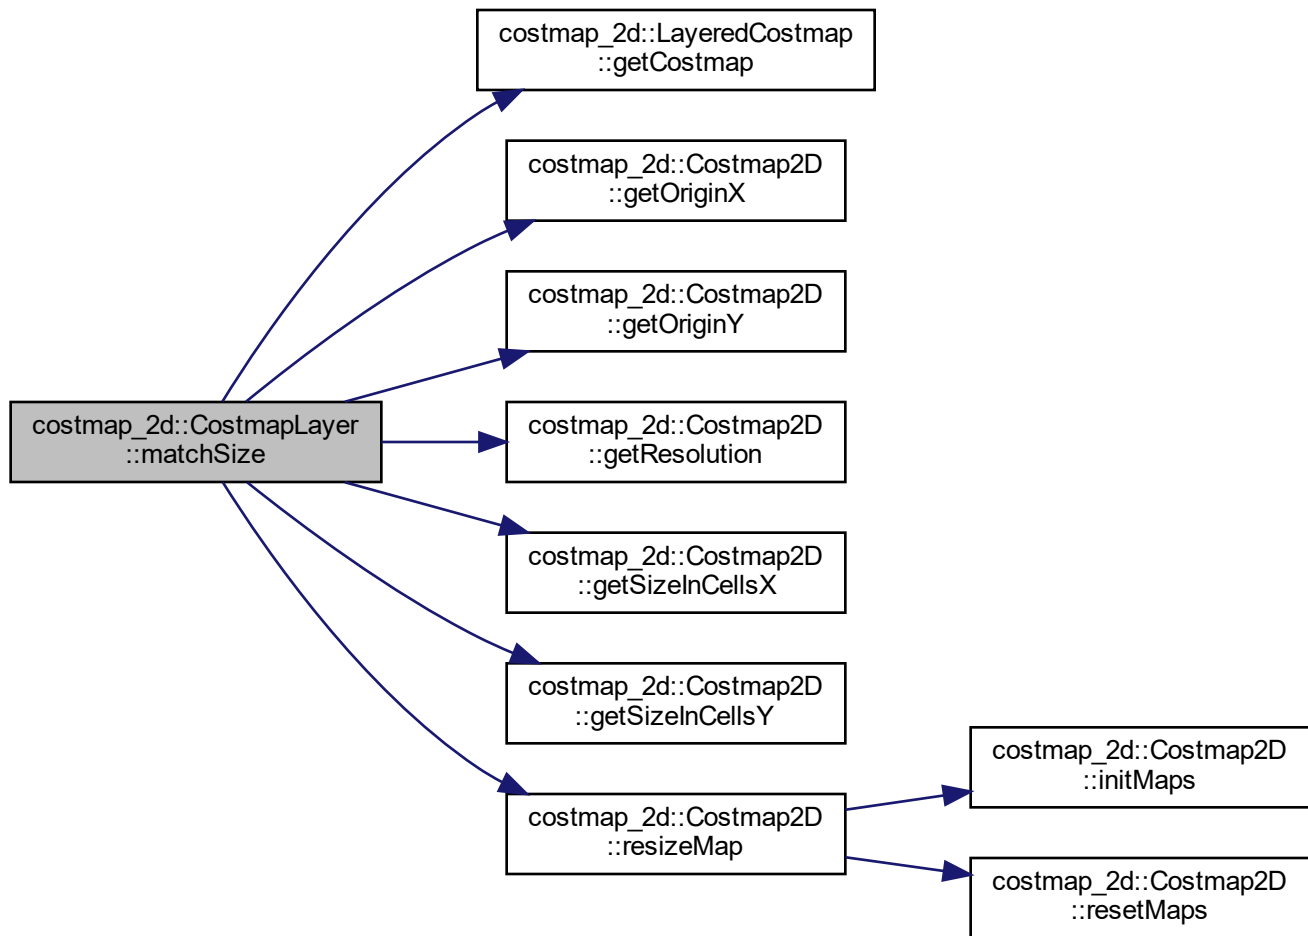 costmap_2d::LayeredCostmap
::getCostmap
costmap_2d::Costmap2D
::getOriginX
costmap_2d::Costmap2D
::getOriginY
costmap_2d::CostmapLayer
::matchSize
costmap_2d::Costmap2D
::getResolution
costmap_2d::Costmap2D
::getSizeInCellsX
costmap_2d::Costmap2D
::getSizeInCellsY
costmap_2d::Costmap2D
::resizeMap
costmap_2d::Costmap2D
::initMaps
costmap_2d::Costmap2D
::resetMaps